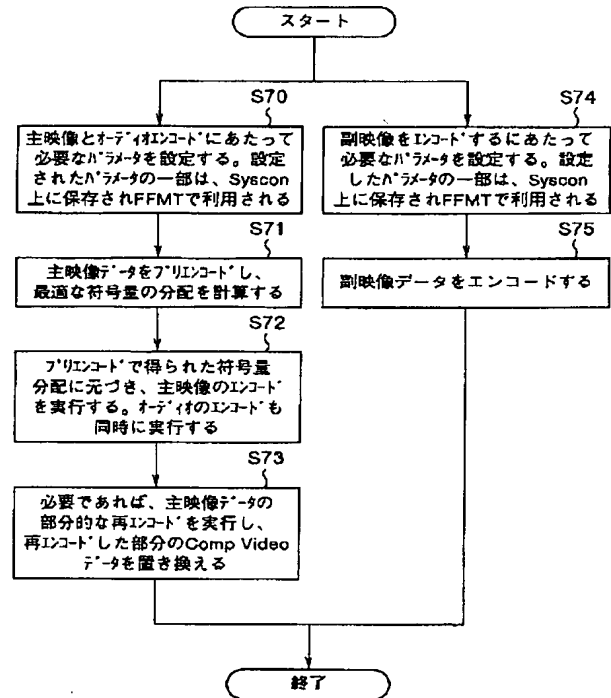 スタート
S70
主映像とオーディオエンコードにあたって
必要なパラメータを設定する。設定
されたパラメータの一部は、Syscon
上に保存されFFMTで利用される
S71
主映像データをプリエンコードし、
最適な符号量の分配を計算する
S72
プリエンコードで得られた符号量
分配に元づき、主映像のエンコード
を実行する。オーディオのエンコードも
同時に実行する
S73
必要であれば、主映像データの
部分的な再エンコードを実行し、
再エンコードした部分のComp Video
データを置き換える
S74
副映像をエンコードするにあたって
必要なパラメータを設定する。設定
したパラメータの一部は、Syscon
上に保存されFFMTで利用される
S75
副映像データをエンコードする
終了